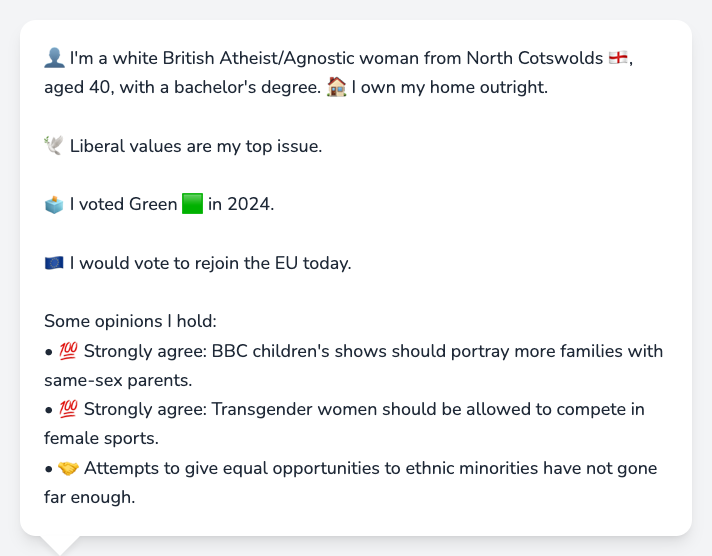 👤 I'm a white British Atheist/Agnostic woman from North Cotswolds 🏴󠁧󠁢󠁥󠁮󠁧󠁿,
aged 40, with a bachelor's degree. 🏠 I own my home outright.
🕊️ Liberal values are my top issue.
🗳️ I voted Green 🟩 in 2024.
🇪🇺 I would vote to rejoin the EU today.
Some opinions I hold:
• 💯 Strongly agree: BBC children's shows should portray more families with
same-sex parents.
• 💯 Strongly agree: Transgender women should be allowed to compete in
female sports.
• 🤝 Attempts to give equal opportunities to ethnic minorities have not gone
far enough.